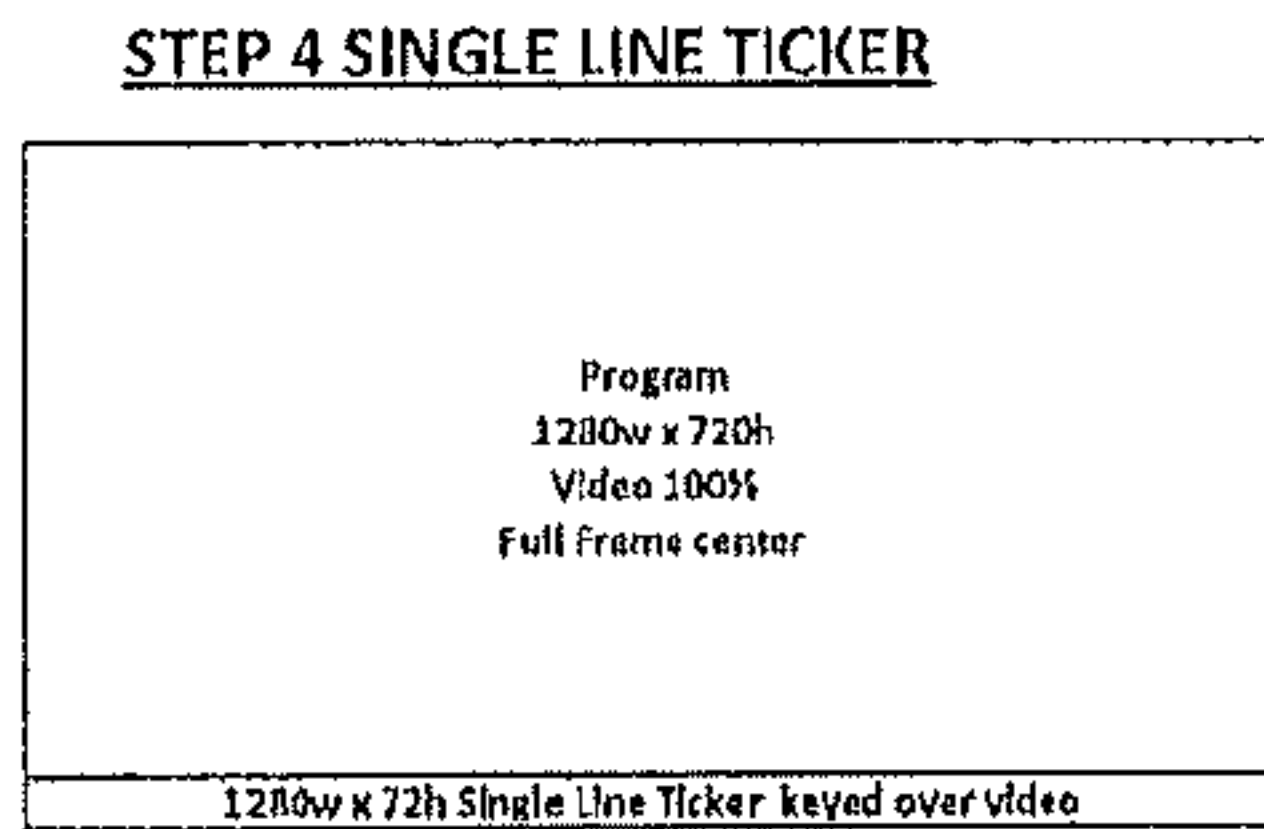 STEP 4 SINGLE LINE TICKER
Program
1280w x 720h
Video 100%
Full Frame center
1280w x 72h Single Line Ticker keyed over video